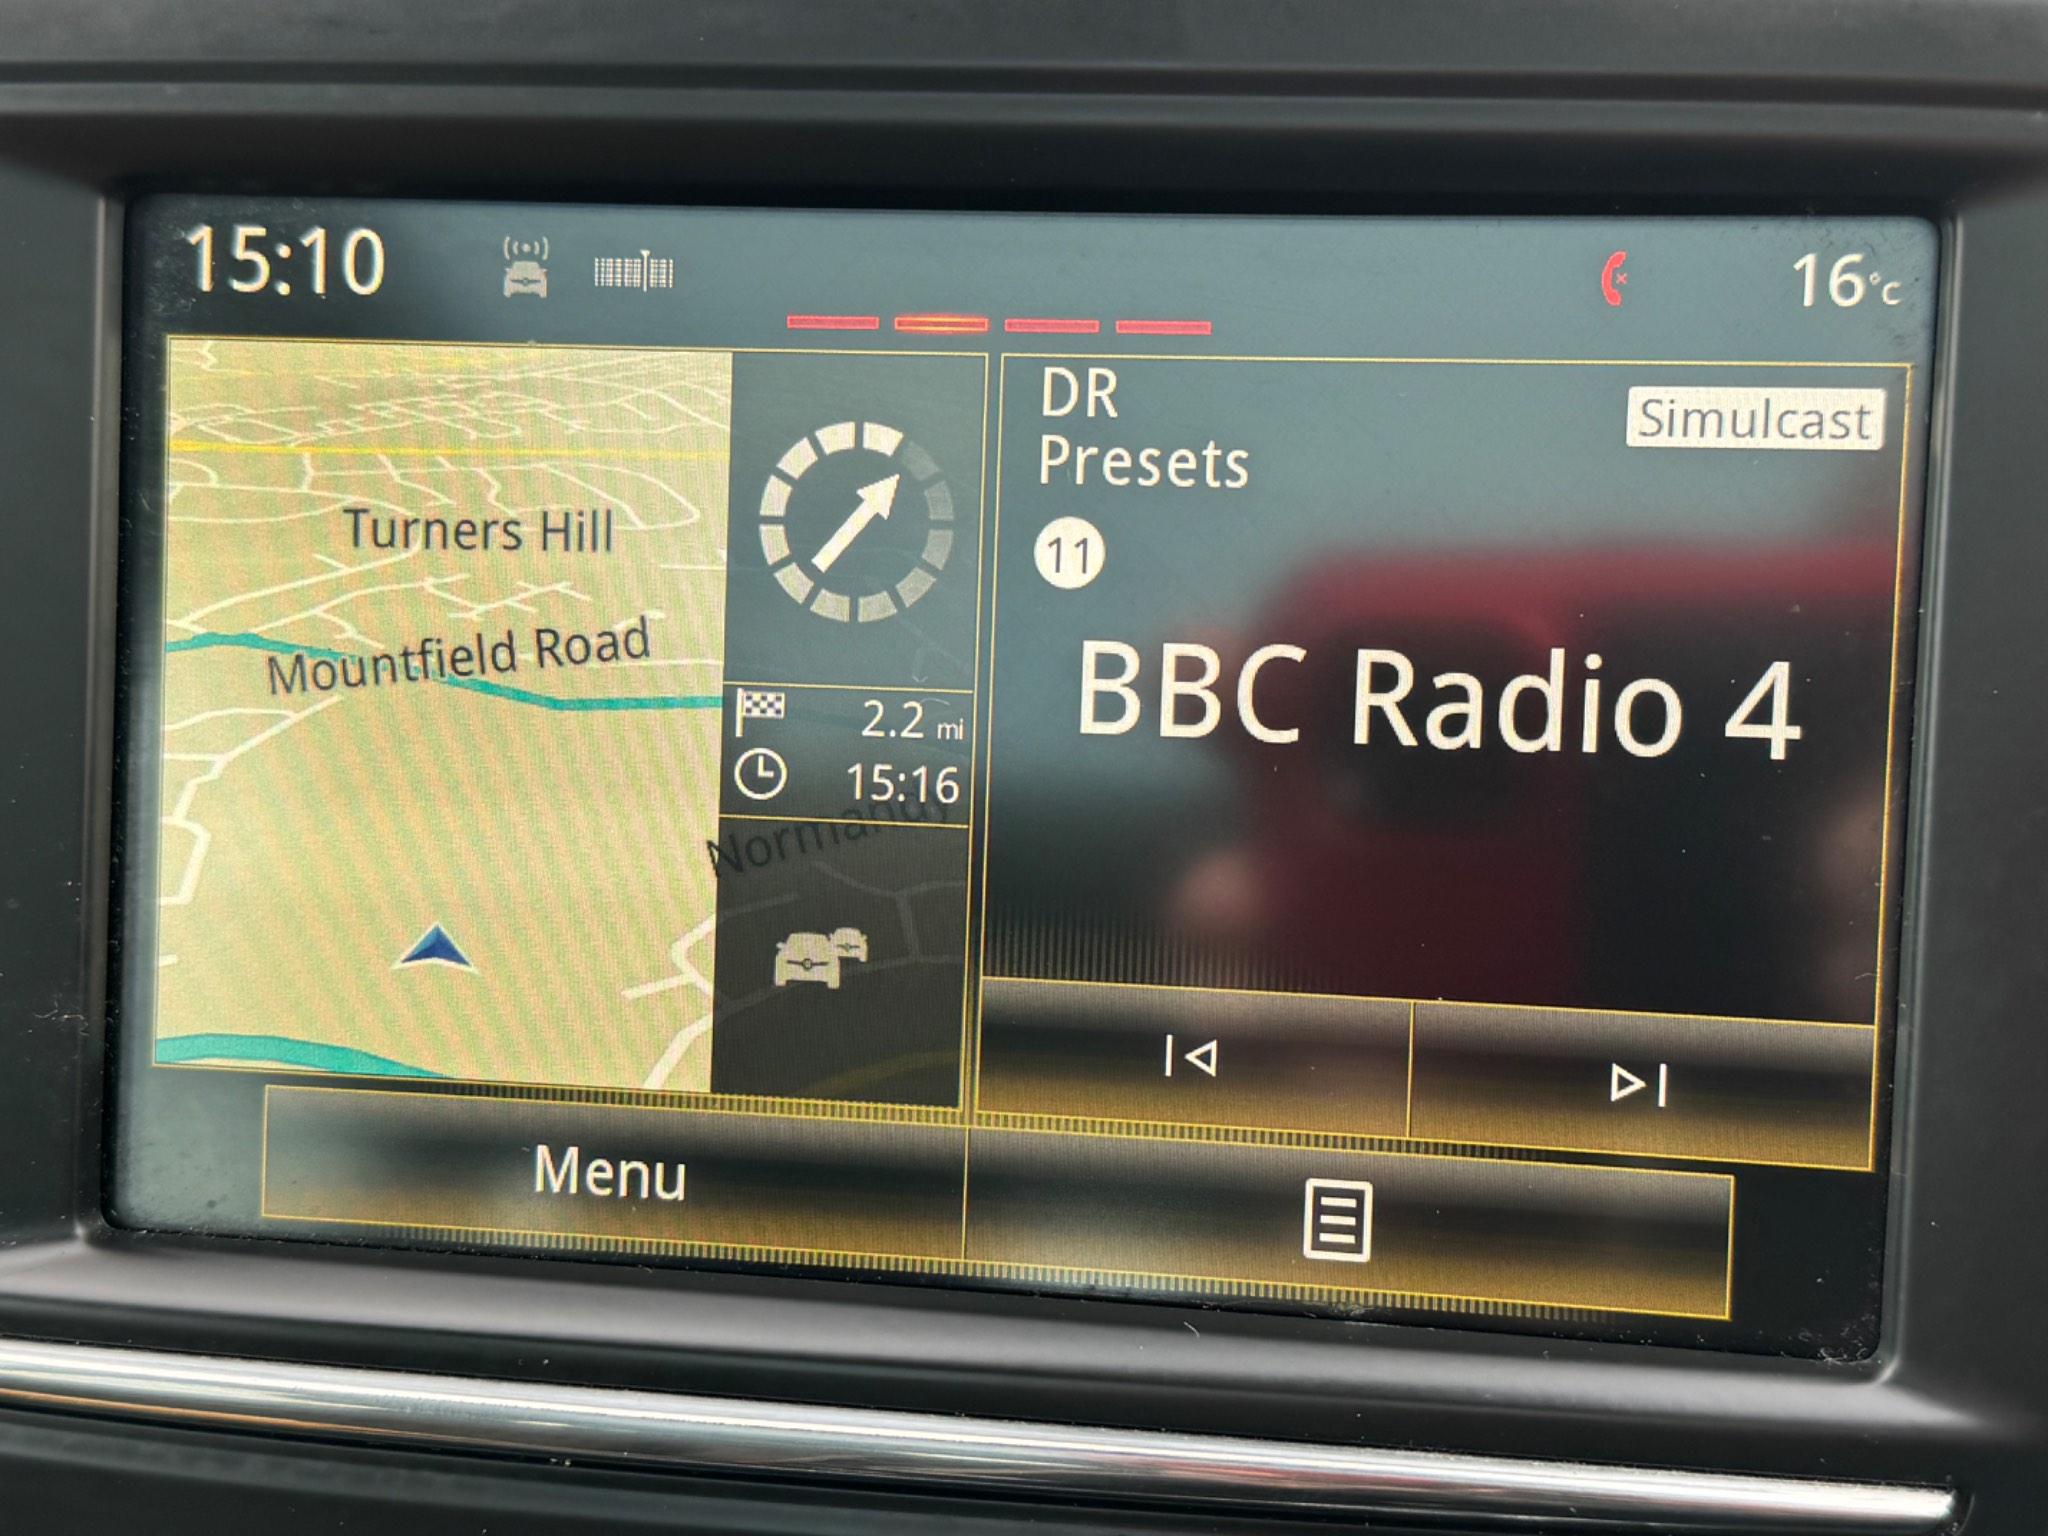 15:10
16°C
Turners Hill
Mountfield Road
2.2 mi
15:16
Normandy
DR
Presets
Simulcast
11
BBC Radio 4
Menu